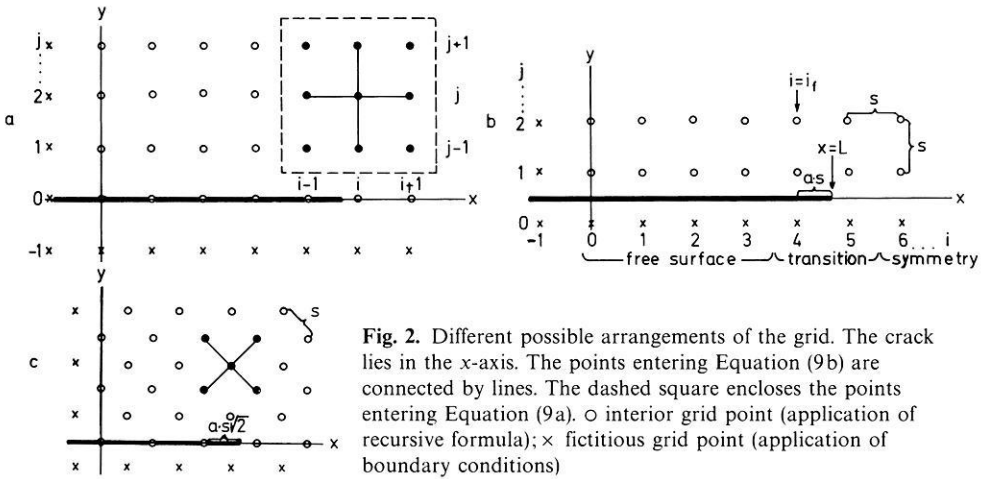 y
j
j+1
2
j
a
1
j-1
i-1
i
i+1
0
x
-1
y
j
i=i_f
s
b
2
x=L
s
1
a·s
x
0
-1 0 1 2 3 4 5 6 . . . i
free surface transition symmetry
y
s
c
a·s√2
x
Fig. 2. Different possible arrangements of the grid. The crack
lies in the x-axis. The points entering Equation (9b) are
connected by lines. The dashed square encloses the points
entering Equation (9a). ○ interior grid point (application of
recursive formula); × fictitious grid point (application of
boundary conditions)